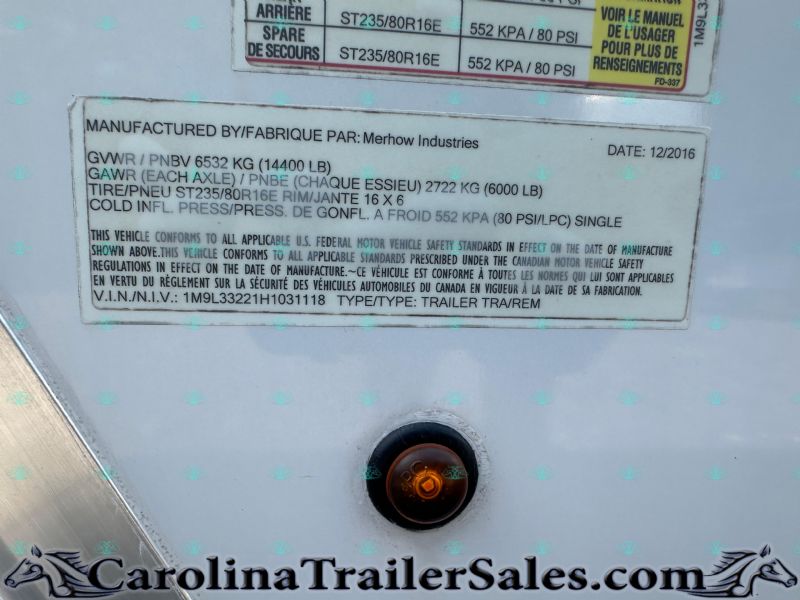 ARRIÈRE ST235/80R16E 552 KPA / 80 PSI
SPARE
DE SECOURS ST235/80R16E 552 KPA / 80 PSI
VOIR LE MANUEL
DE L'USAGER
POUR PLUS DE
RENSEIGNEMENTS
FD-337
1M9L33
MANUFACTURED BY/FABRIQUE PAR: Merhow Industries
DATE: 12/2016
GVWR / PNBV 6532 KG (14400 LB)
GAWR (EACH AXLE) / PNBE (CHAQUE ESSIEU) 2722 KG (6000 LB)
TIRE/PNEU ST235/80R16E RIM/JANTE 16 X 6
COLD INFL. PRESS/PRESS. DE GONFL. A FROID 552 KPA (80 PSI/LPC) SINGLE
THIS VEHICLE CONFORMS TO ALL APPLICABLE U.S. FEDERAL MOTOR VEHICLE SAFETY STANDARDS IN EFFECT ON THE DATE OF MANUFACTURE
SHOWN ABOVE.THIS VEHICLE CONFORMS TO ALL APPLICABLE STANDARDS PRESCRIBED UNDER THE CANADIAN MOTOR VEHICLE SAFETY
REGULATIONS IN EFFECT ON THE DATE OF MANUFACTURE.~CE VÉHICULE EST CONFORME À TOUTES LES NORMES QUI LUI SONT APPLICABLES
EN VERTU DU RÈGLEMENT SUR LA SÉCURITÉ DES VÉHICULES AUTOMOBILES DU CANADA EN VIGUEUR À LA DATE DE SA FABRICATION.
V.I.N./N.I.V.: 1M9L33221H1031118 TYPE/TYPE: TRAILER TRA/REM
CarolinaTrailerSales.com